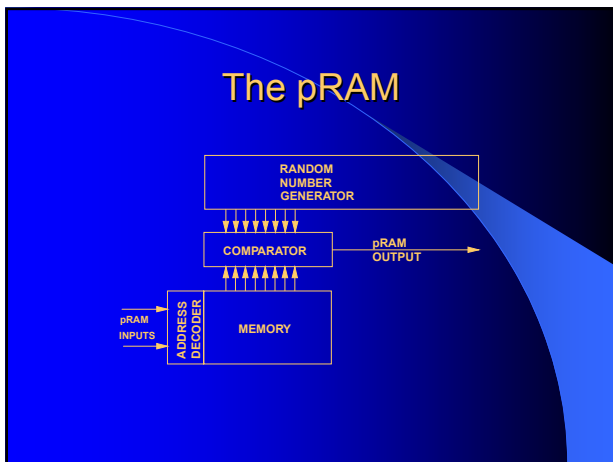 The pRAM
RANDOM
NUMBER
GENERATOR
COMPARATOR
pRAM
OUTPUT
pRAM
INPUTS
ADDRESS
DECODER
MEMORY